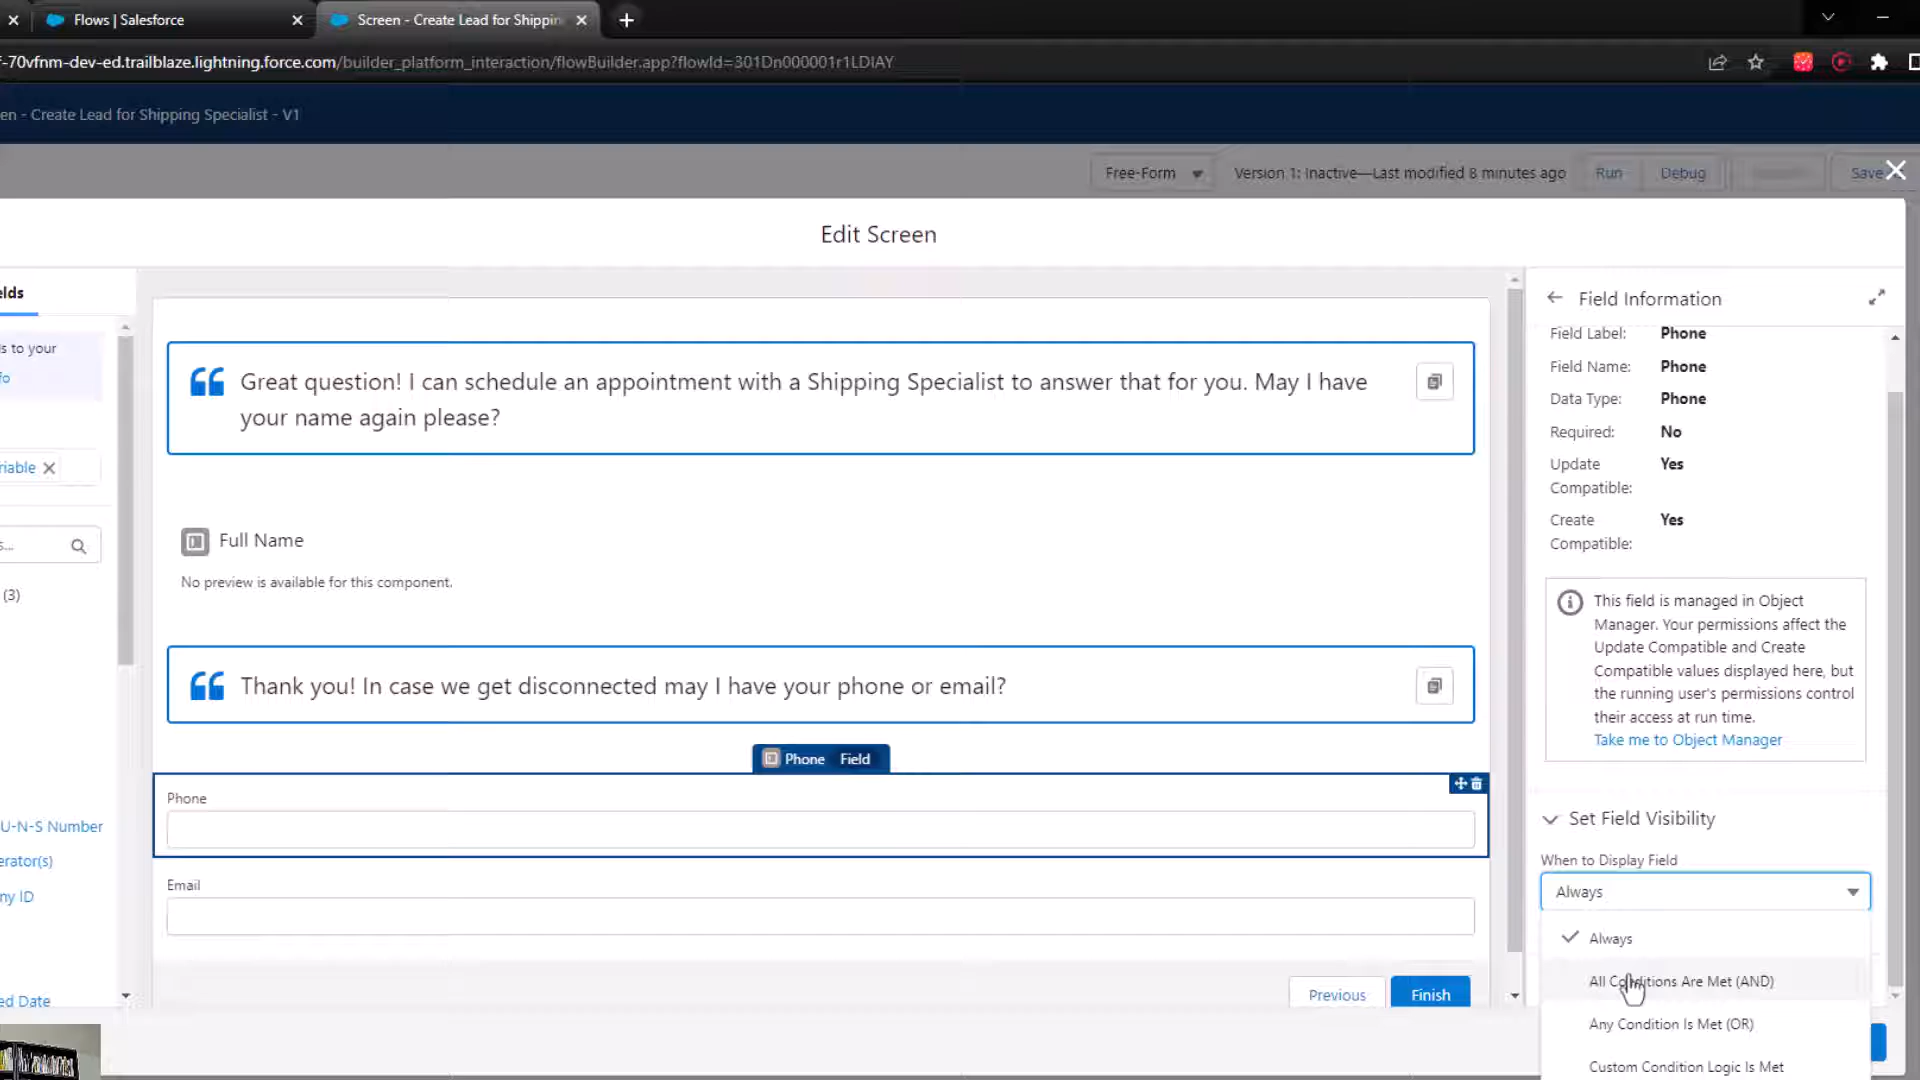 Flows | Salesforce
Screen - Create Lead for Shippin
f-70vfnm-dev-ed.trailblaze.lightning.force.com/builder_platform_interaction/flowBuilder.app?flowId=301Dn000001r1LDIAY
en - Create Lead for Shipping Specialist - V1
Free-Form
Version 1: Inactive—Last modified 8 minutes ago
Run
Debug
Save
Edit Screen
elds
s to your
fo
riable
s...
(3)
U-N-S Number
erator(s)
ny ID
ed Date
Great question! I can schedule an appointment with a Shipping Specialist to answer that for you. May I have
your name again please?
Full Name
No preview is available for this component.
Thank you! In case we get disconnected may I have your phone or email?
Phone Field
Phone
Email
Previous
Finish
Field Information
Field Label: Phone
Field Name: Phone
Data Type: Phone
Required: No
Update Yes
Compatible:
Create Yes
Compatible:
This field is managed in Object
Manager. Your permissions affect the
Update Compatible and Create
Compatible values displayed here, but
the running user's permissions control
their access at run time.
Take me to Object Manager
Set Field Visibility
When to Display Field
Always
Always
All Conditions Are Met (AND)
Any Condition Is Met (OR)
Custom Condition Logic Is Met